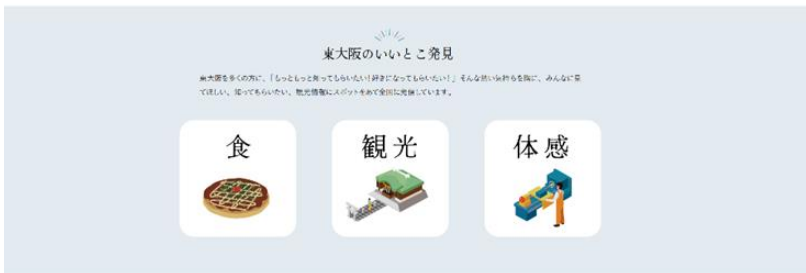 東大阪のいいとこ発見
東大阪を多くの方に、「もっともっと知ってもらいたい！好きになってもらいたい！」そんな熱い気持ちを胸に、みんなに見
てほしい、知ってもらいたい、観光情報にスポットをあて全国に発信しています。
食
観光
体感